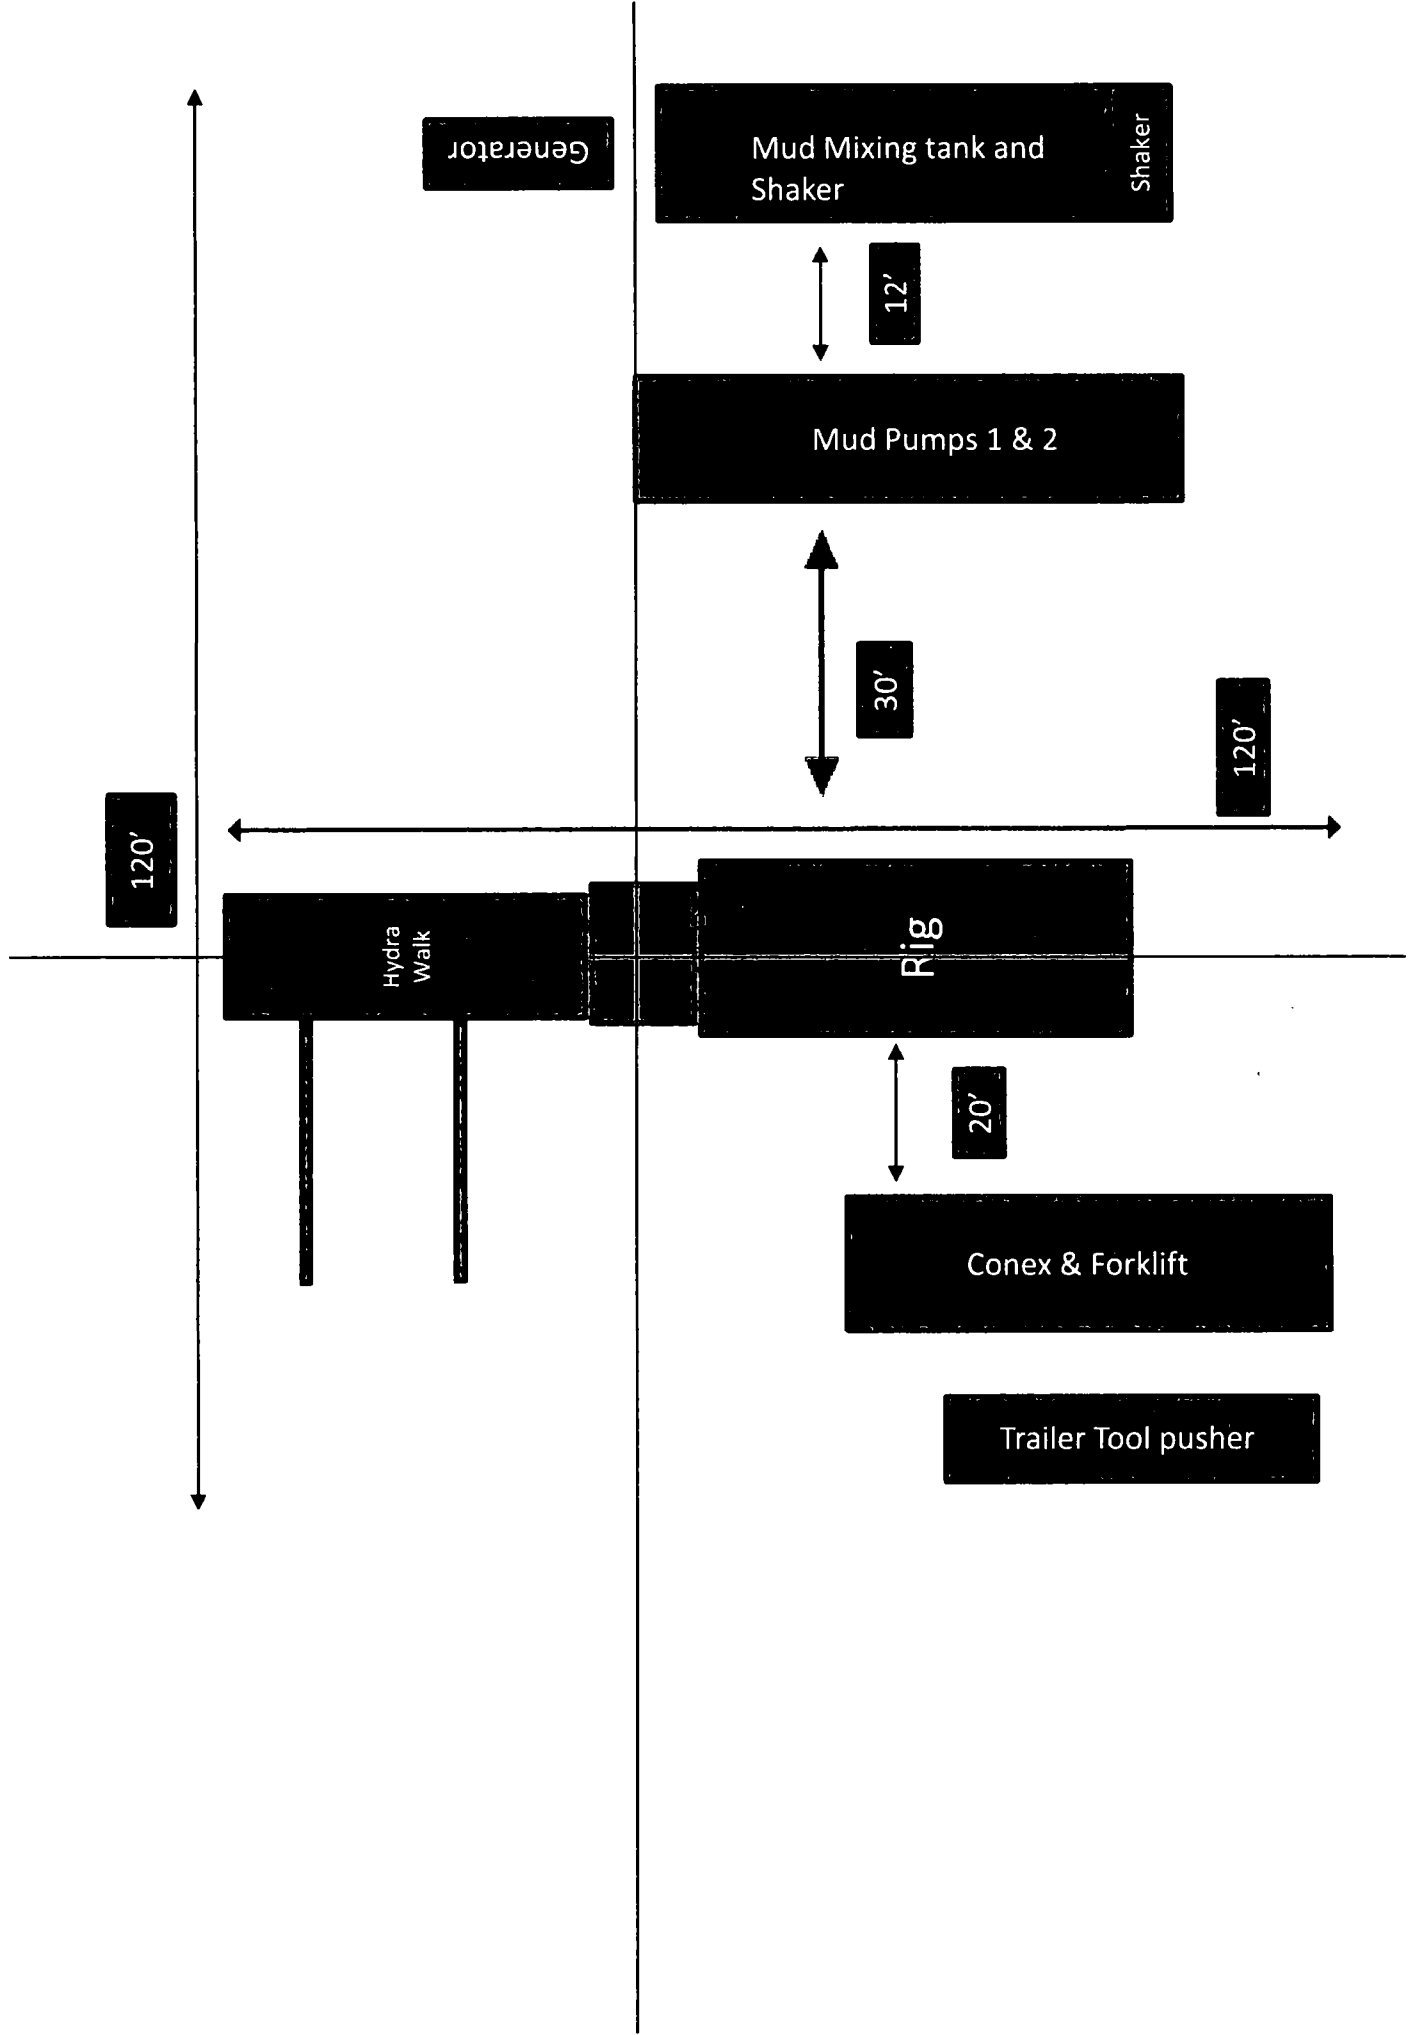 Generator
Mud Mixing tank and
Shaker
Shaker
12'
Mud Pumps 1 & 2
30'
120'
120'
Hydra
Walk
Rig
20'
Conex & Forklift
Trailer Tool pusher